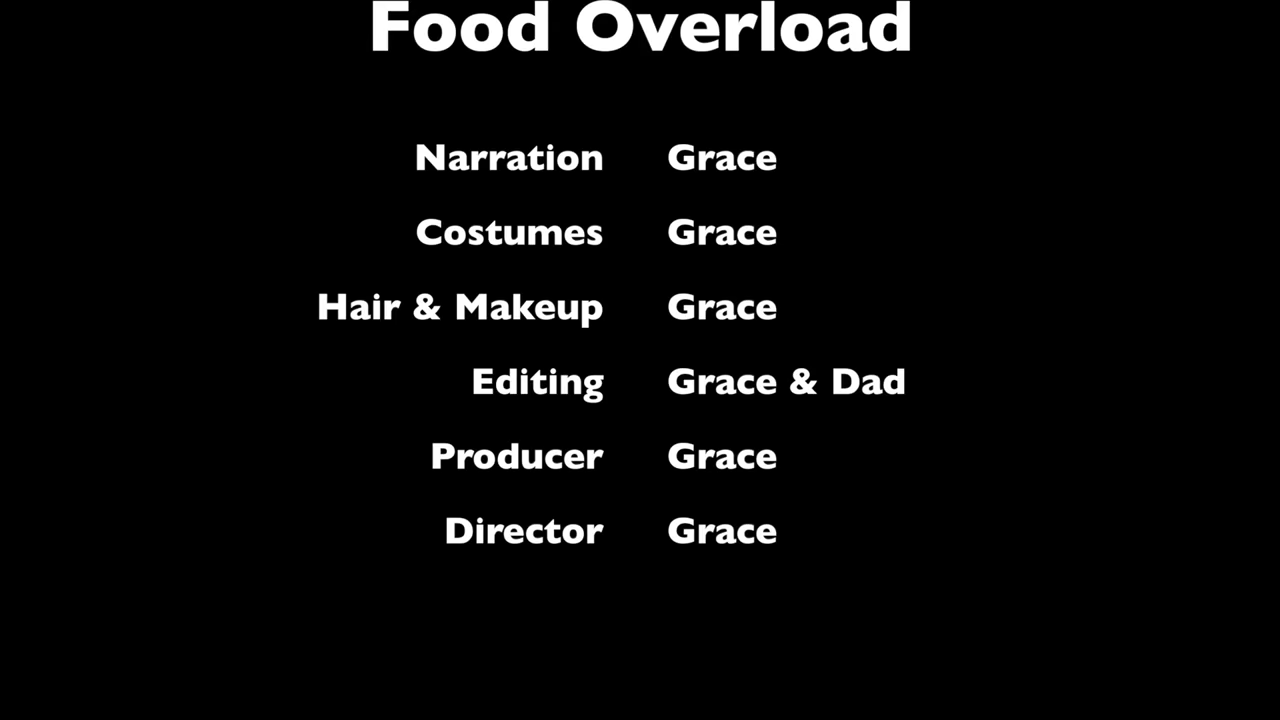 Food Overload
Narration Grace
Costumes Grace
Hair & Makeup Grace
Editing Grace & Dad
Producer Grace
Director Grace